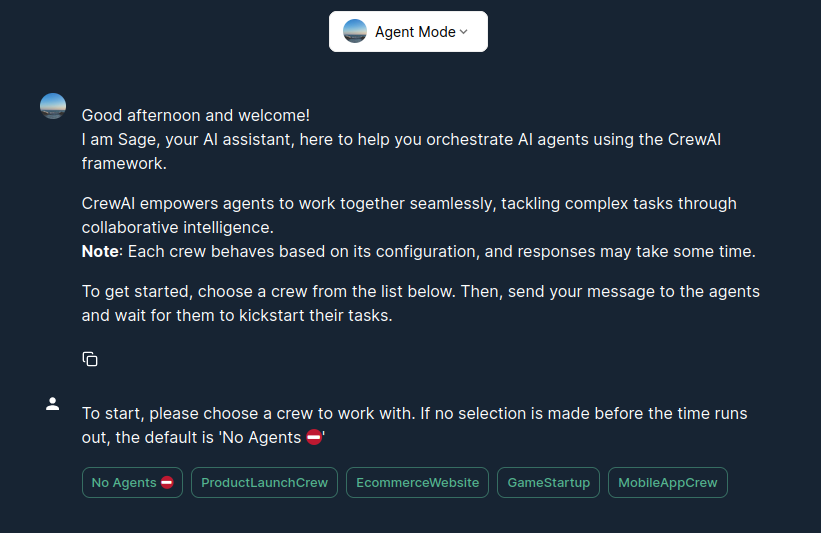 Agent Mode
Good afternoon and welcome!
I am Sage, your AI assistant, here to help you orchestrate AI agents using the CrewAI
framework.
CrewAI empowers agents to work together seamlessly, tackling complex tasks through
collaborative intelligence.
Note: Each crew behaves based on its configuration, and responses may take some time.
To get started, choose a crew from the list below. Then, send your message to the agents
and wait for them to kickstart their tasks.
To start, please choose a crew to work with. If no selection is made before the time runs
out, the default is 'No Agents ⛔'
No Agents ⛔
ProductLaunchCrew
EcommerceWebsite
GameStartup
MobileAppCrew